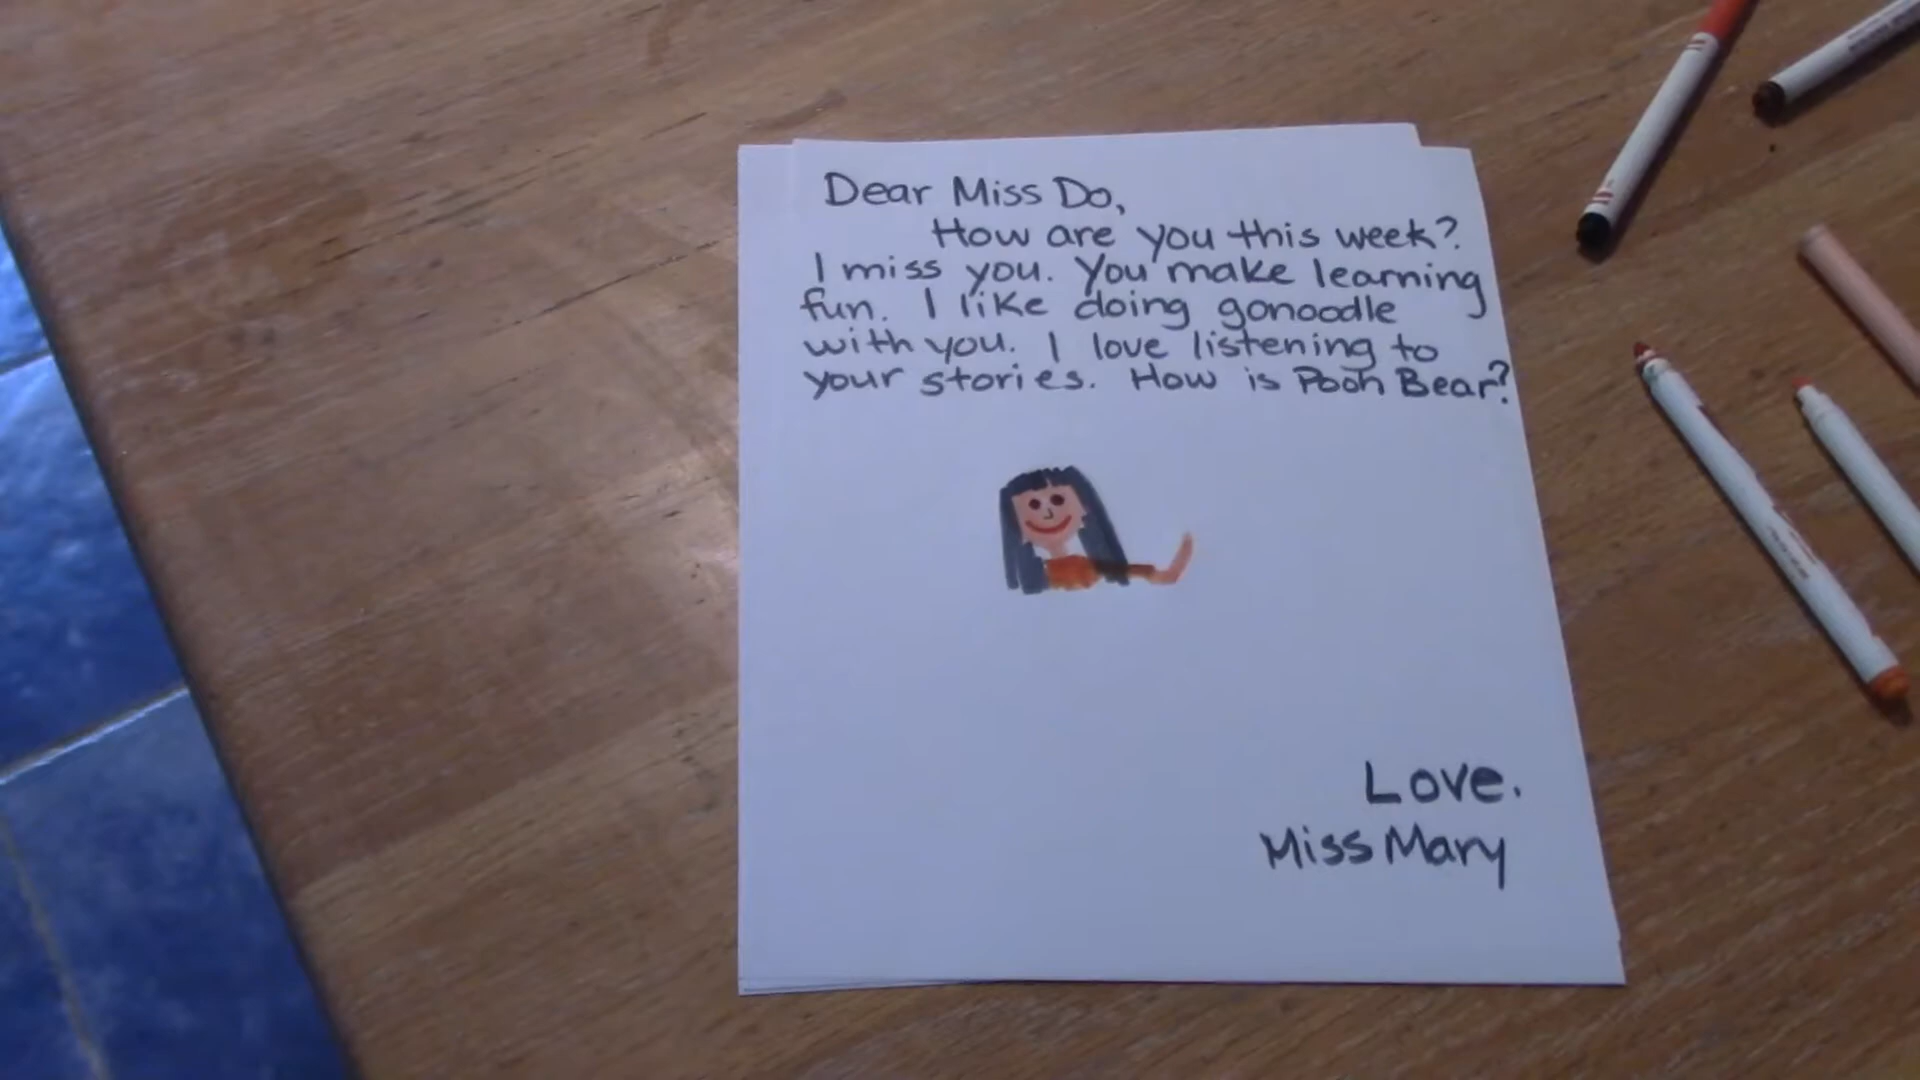 Dear Miss Do,
How are you this week?
I miss you. You make learning
fun. I like doing gonoodle
with you. I love listening to
your stories. How is Pooh Bear?
Love.
Miss Mary